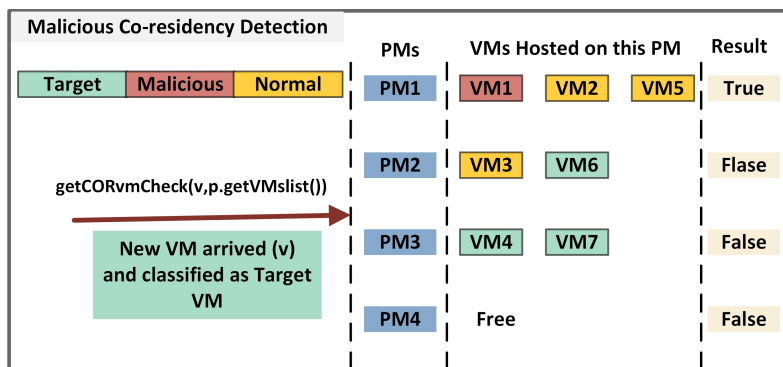 Malicious Co-residency Detection
PMs
VMs Hosted on this PM
Result
Target Malicious Normal
PM1 VM1 VM2 VM5 True
PM2 VM3 VM6 Flase
getCORvmCheck(v,p.getVMslist())
New VM arrived (v)
and classified as Target
VM
PM3 VM4 VM7 False
PM4 Free False